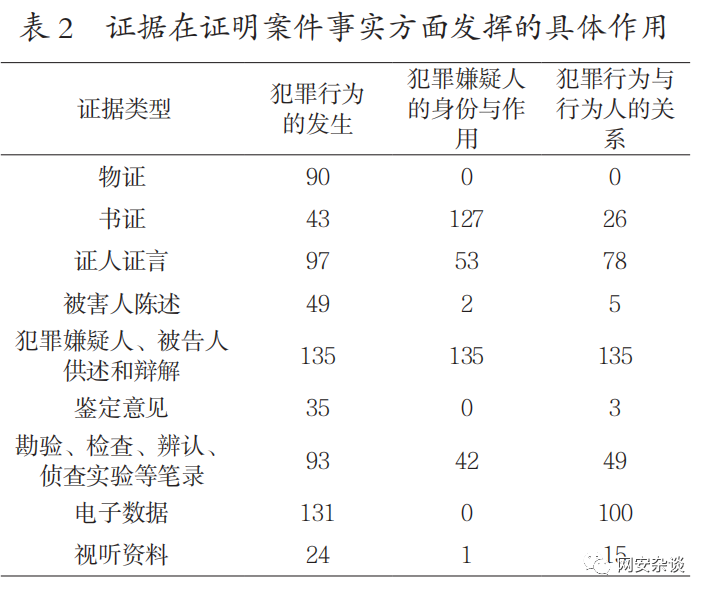 表 2 证据在证明案件事实方面发挥的具体作用
证据类型 犯罪行为的发生 犯罪嫌疑人的身份与作用 犯罪行为与行为人的关系
物证 90 0 0
书证 43 127 26
证人证言 97 53 78
被害人陈述 49 2 5
犯罪嫌疑人、被告人供述和辩解 135 135 135
鉴定意见 35 0 3
勘验、检查、辨认、侦查实验等笔录 93 42 49
电子数据 131 0 100
视听资料 24 1 15
网安杂谈